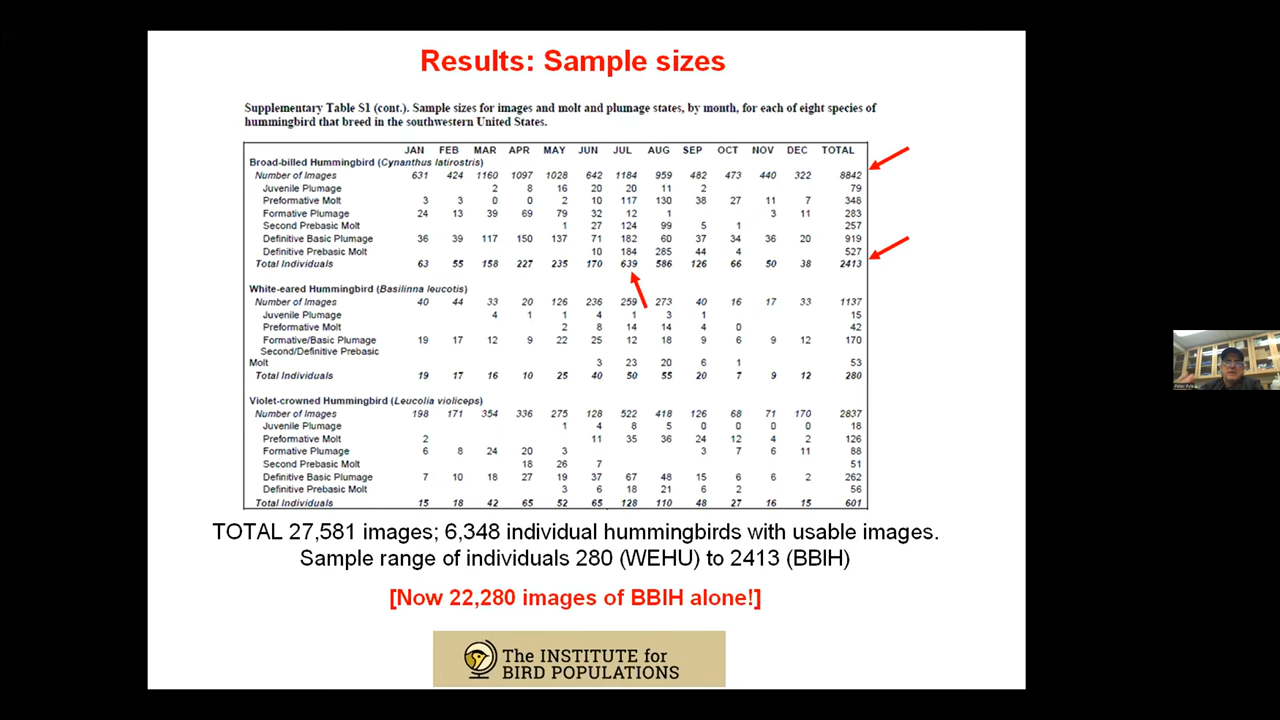 Results: Sample sizes
Supplementary Table S1 (cont.). Sample sizes for images and molt and plumage states, by month, for each of eight species of
hummingbird that breed in the southwestern United States.
JAN FEB MAR APR MAY JUN JUL AUG SEP OCT NOV DEC TOTAL
Broad-billed Hummingbird (Cynanthus latirostris)
Number of Images 631 424 1160 1097 1028 642 1184 959 482 473 440 322 8842
Juvenile Plumage 2 8 16 20 20 11 2 79
Preformative Molt 3 3 0 0 2 10 117 130 38 27 11 7 348
Formative Plumage 24 13 39 69 79 32 12 1 3 11 283
Second Prebasic Molt 1 27 124 99 5 1 257
Definitive Basic Plumage 36 39 117 150 137 71 182 60 37 34 36 20 919
Definitive Prebasic Molt 10 184 285 44 4 527
Total Individuals 63 55 158 227 235 170 639 586 126 66 50 38 2413
White-eared Hummingbird (Basilinna leucotis)
Number of Images 40 44 33 20 126 236 259 273 40 16 17 33 1137
Juvenile Plumage 4 1 1 4 1 3 1 15
Preformative Molt 2 8 14 14 4 0 42
Formative/Basic Plumage 19 17 12 9 22 25 12 18 9 6 9 12 170
Second/Definitive Prebasic
Molt 3 23 20 6 1 53
Total Individuals 19 17 16 10 25 40 50 55 20 7 9 12 280
Violet-crowned Hummingbird (Leucolia violiceps)
Number of Images 198 171 354 336 275 128 522 418 126 68 71 170 2837
Juvenile Plumage 1 4 8 5 0 0 0 0 18
Preformative Molt 2 11 35 36 24 12 4 2 126
Formative Plumage 6 8 24 20 3 3 7 6 11 88
Second Prebasic Molt 18 26 7 51
Definitive Basic Plumage 7 10 18 27 19 37 67 48 15 6 6 2 262
Definitive Prebasic Molt 3 6 18 21 6 2 56
Total Individuals 15 18 42 65 52 65 128 110 48 27 16 15 601
TOTAL 27,581 images; 6,348 individual hummingbirds with usable images.
Sample range of individuals 280 (WEHU) to 2413 (BBIH)
[Now 22,280 images of BBIH alone!]
The INSTITUTE for
BIRD POPULATIONS
Peter Pyle